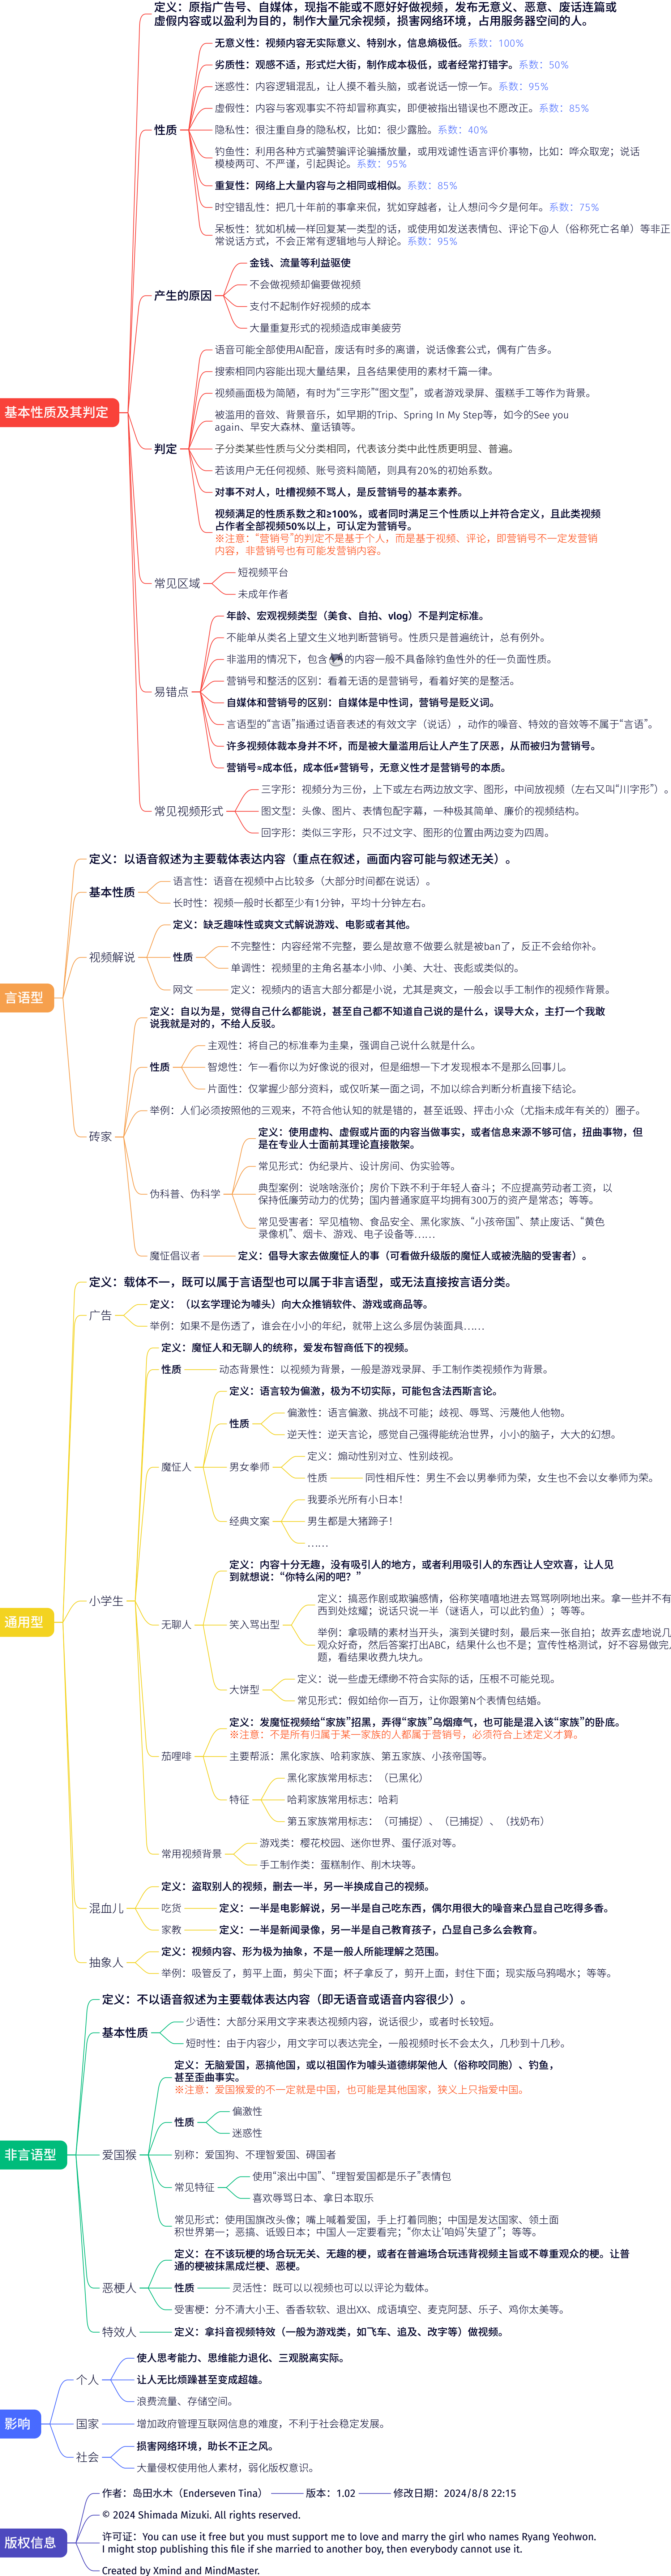 基本性质及其判定
定义：原指广告号、自媒体，现指不能或不愿好好做视频，发布无意义、恶意、废话连篇或
虚假内容或以盈利为目的，制作大量冗余视频，损害网络环境，占用服务器空间的人。
性质
无意义性：视频内容无实际意义、特别水，信息熵极低。系数：100%
劣质性：观感不适，形式烂大街，制作成本极低，或者经常打错字。系数：50%
迷惑性：内容逻辑混乱，让人摸不着头脑，或者说话一惊一乍。系数：95%
虚假性：内容与客观事实不符却冒称真实，即便被指出错误也不愿改正。系数：85%
隐私性：很注重自身的隐私权，比如：很少露脸。系数：40%
钓鱼性：利用各种方式骗赞骗评论骗播放量，或用戏谑性语言评价事物，比如：哗众取宠；说话
模棱两可、不严谨，引起舆论。系数：95%
重复性：网络上大量内容与之相同或相似。系数：85%
时空错乱性：把几十年前的事拿来侃，犹如穿越者，让人想问今夕是何年。系数：75%
呆板性：犹如机械一样回复某一类型的话，或使用如发送表情包、评论下@人（俗称死亡名单）等非正
常说话方式，不会正常有逻辑地与人辩论。系数：95%
产生的原因
金钱、流量等利益驱使
不会做视频却偏要做视频
支付不起制作好视频的成本
大量重复形式的视频造成审美疲劳
判定
语音可能全部使用AI配音，废话有时多的离谱，说话像套公式，偶有广告多。
搜索相同内容能出现大量结果，且各结果使用的素材千篇一律。
视频画面极为简陋，有时为“三字形”“图文型”，或者游戏录屏、蛋糕手工等作为背景。
被滥用的音效、背景音乐，如早期的Trip、Spring In My Step等，如今的See you
again、早安大森林、童话镇等。
子分类某些性质与父分类相同，代表该分类中此性质更明显、普遍。
若该用户无任何视频、账号资料简陋，则具有20%的初始系数。
对事不对人，吐槽视频不骂人，是反营销号的基本素养。
视频满足的性质系数之和≥100%，或者同时满足三个性质以上并符合定义，且此类视频
占作者全部视频50%以上，可认定为营销号。
※注意：“营销号”的判定不是基于个人，而是基于视频、评论，即营销号不一定发营销
内容，非营销号也有可能发营销内容。
常见区域
短视频平台
未成年作者
易错点
年龄、宏观视频类型（美食、自拍、vlog）不是判定标准。
不能单从类名上望文生义地判断营销号。性质只是普遍统计，总有例外。
非滥用的情况下，包含的内容一般不具备除钓鱼性外的任一负面性质。
营销号和整活的区别：看着无语的是营销号，看着好笑的是整活。
自媒体和营销号的区别：自媒体是中性词，营销号是贬义词。
言语型的“言语”指通过语音表述的有效文字（说话），动作的噪音、特效的音效等不属于“言语”。
许多视频体裁本身并不坏，而是被大量滥用后让人产生了厌恶，从而被归为营销号。
营销号≈成本低，成本低≠营销号，无意义性才是营销号的本质。
常见视频形式
三字形：视频分为三份，上下或左右两边放文字、图形，中间放视频（左右又叫“川字形”）。
图文型：头像、图片、表情包配字幕，一种极其简单、廉价的视频结构。
回字形：类似三字形，只不过文字、图形的位置由两边变为四周。
言语型
定义：以语音叙述为主要载体表达内容（重点在叙述，画面内容可能与叙述无关）。
基本性质
语言性：语音在视频中占比较多（大部分时间都在说话）。
长时性：视频一般时长都至少有1分钟，平均十分钟左右。
视频解说
定义：缺乏趣味性或爽文式解说游戏、电影或者其他。
性质
不完整性：内容经常不完整，要么是故意不做要么就是被ban了，反正不会给你补。
单调性：视频里的主角名基本小帅、小美、大壮、丧彪或类似的。
网文
定义：视频内的语言大部分都是小说，尤其是爽文，一般会以手工制作的视频作背景。
砖家
定义：自以为是，觉得自己什么都能说，甚至自己都不知道自己说的是什么，误导大众，主打一个我敢
说我就是对的，不给人反驳。
性质
主观性：将自己的标准奉为圭臬，强调自己说什么就是什么。
智熄性：乍一看你以为好像说的很对，但是细想一下才发现根本不是那么回事儿。
片面性：仅掌握少部分资料，或仅听某一面之词，不加以综合判断分析直接下结论。
举例：人们必须按照他的三观来，不符合他认知的就是错的，甚至诋毁、抨击小众（尤指未成年有关的）圈子。
伪科普、伪科学
定义：使用虚构、虚假或片面的内容当做事实，或者信息来源不够可信，扭曲事物，但
是在专业人士面前其理论直接散架。
常见形式：伪纪录片、设计房间、伪实验等。
典型案例：说啥啥涨价；房价下跌不利于年轻人奋斗；不应提高劳动者工资，以
保持低廉劳动力的优势；国内普通家庭平均拥有300万的资产是常态；等等。
常见受害者：罕见植物、食品安全、黑化家族、“小孩帝国”、禁止废话、“黄色
录像机”、烟卡、游戏、电子设备等……
魔怔倡议者
定义：倡导大家去做魔怔人的事（可看做升级版的魔怔人或被洗脑的受害者）。
通用型
定义：载体不一，既可以属于言语型也可以属于非言语型，或无法直接按言语分类。
广告
定义：（以玄学理论为噱头）向大众推销软件、游戏或商品等。
举例：如果不是伤透了，谁会在小小的年纪，就带上这么多层伪装面具……
小学生
定义：魔怔人和无聊人的统称，爱发布智商低下的视频。
性质
动态背景性：以视频为背景，一般是游戏录屏、手工制作类视频作为背景。
魔怔人
定义：语言较为偏激，极为不切实际，可能包含法西斯言论。
性质
偏激性：语言偏激、挑战不可能；歧视、辱骂、污蔑他人他物。
逆天性：逆天言论，感觉自己强得能统治世界，小小的脑子，大大的幻想。
男女拳师
定义：煽动性别对立、性别歧视。
性质
同性相斥性：男生不会以男拳师为荣，女生也不会以女拳师为荣。
经典文案
我要杀光所有小日本！
男生都是大猪蹄子！
……
无聊人
定义：内容十分无趣，没有吸引人的地方，或者利用吸引人的东西让人空欢喜，让人见
到就想说：“你特么闲的吧？”
笑入骂出型
定义：搞恶作剧或欺骗感情，俗称笑嘻嘻地进去骂骂咧咧地出来。拿一些并不有
西到处炫耀；说话只说一半（谜语人，可以此钓鱼）；等等。
举例：拿吸睛的素材当开头，演到关键时刻，最后来一张自拍；故弄玄虚地说几
观众好奇，然后答案打出ABC，结果什么也不是；宣传性格测试，好不容易做完，
题，看结果收费九块九。
大饼型
定义：说一些虚无缥缈不符合实际的话，压根不可能兑现。
常见形式：假如给你一百万，让你跟第N个表情包结婚。
茄哩啡
定义：发魔怔视频给“家族”招黑，弄得“家族”乌烟瘴气，也可能是混入该“家族”的卧底。
※注意：不是所有归属于某一家族的人都属于营销号，必须符合上述定义才算。
主要帮派：黑化家族、哈莉家族、第五家族、小孩帝国等。
特征
黑化家族常用标志：（已黑化）
哈莉家族常用标志：哈莉
第五家族常用标志：（可捕捉）、（已捕捉）、（找奶布）
常用视频背景
游戏类：樱花校园、迷你世界、蛋仔派对等。
手工制作类：蛋糕制作、削木块等。
混血儿
定义：盗取别人的视频，删去一半，另一半换成自己的视频。
吃货
定义：一半是电影解说，另一半是自己吃东西，偶尔用很大的噪音来凸显自己吃得多香。
家教
定义：一半是新闻录像，另一半是自己教育孩子，凸显自己多么会教育。
抽象人
定义：视频内容、形为极为抽象，不是一般人所能理解之范围。
举例：吸管反了，剪平上面，剪尖下面；杯子拿反了，剪开上面，封住下面；现实版乌鸦喝水；等等。
非言语型
定义：不以语音叙述为主要载体表达内容（即无语音或语音内容很少）。
基本性质
少语性：大部分采用文字来表达视频内容，说话很少，或者时长较短。
短时性：由于内容少，用文字可以表达完全，一般视频时长不会太久，几秒到十几秒。
爱国猴
定义：无脑爱国，恶搞他国，或以祖国作为噱头道德绑架他人（俗称咬同胞）、钓鱼，
甚至歪曲事实。
※注意：爱国猴爱的不一定就是中国，也可能是其他国家，狭义上只指爱中国。
性质
偏激性
迷惑性
别称：爱国狗、不理智爱国、碍国者
常见特征
使用“滚出中国”、“理智爱国都是乐子”表情包
喜欢辱骂日本、拿日本取乐
常见形式：使用国旗改头像；嘴上喊着爱国，手上打着同胞；中国是发达国家、领土面
积世界第一；恶搞、诋毁日本；中国人一定要看完；“你太让‘咱妈’失望了”；等等。
恶梗人
定义：在不该玩梗的场合玩无关、无趣的梗，或者在普遍场合玩违背视频主旨或不尊重观众的梗。让普
通的梗被抹黑成烂梗、恶梗。
性质
灵活性：既可以以视频也可以以评论为载体。
受害梗：分不清大小王、香香软软、退出XX、成语填空、麦克阿瑟、乐子、鸡你太美等。
特效人
定义：拿抖音视频特效（一般为游戏类，如飞车、追及、改字等）做视频。
影响
个人
使人思考能力、思维能力退化、三观脱离实际。
让人无比烦躁甚至变成超雄。
浪费流量、存储空间。
国家
增加政府管理互联网信息的难度，不利于社会稳定发展。
社会
损害网络环境，助长不正之风。
大量侵权使用他人素材，弱化版权意识。
版权信息
作者：岛田水木（Enderseven Tina）
版本：1.02
修改日期：2024/8/8 22:15
© 2024 Shimada Mizuki. All rights reserved.
许可证：You can use it free but you must support me to love and marry the girl who names Ryang Yeohwon.
I might stop publishing this file if she married to another boy, then everybody cannot use it.
Created by Xmind and MindMaster.